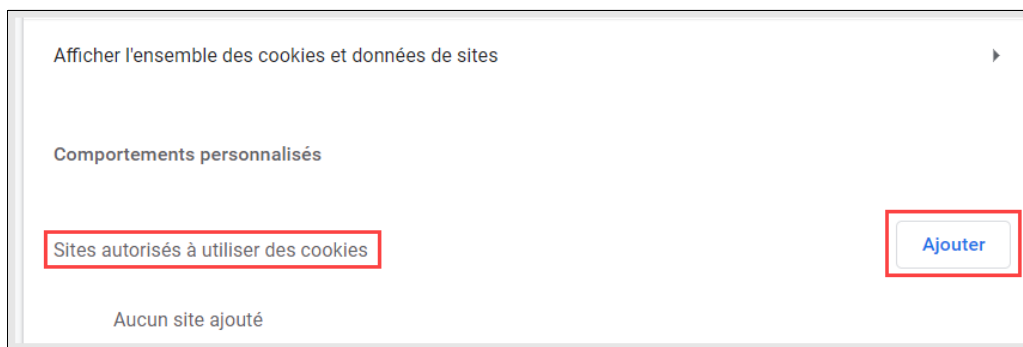 Afficher l'ensemble des cookies et données de sites
Comportements personnalisés
Sites autorisés à utiliser des cookies
Ajouter
Aucun site ajouté